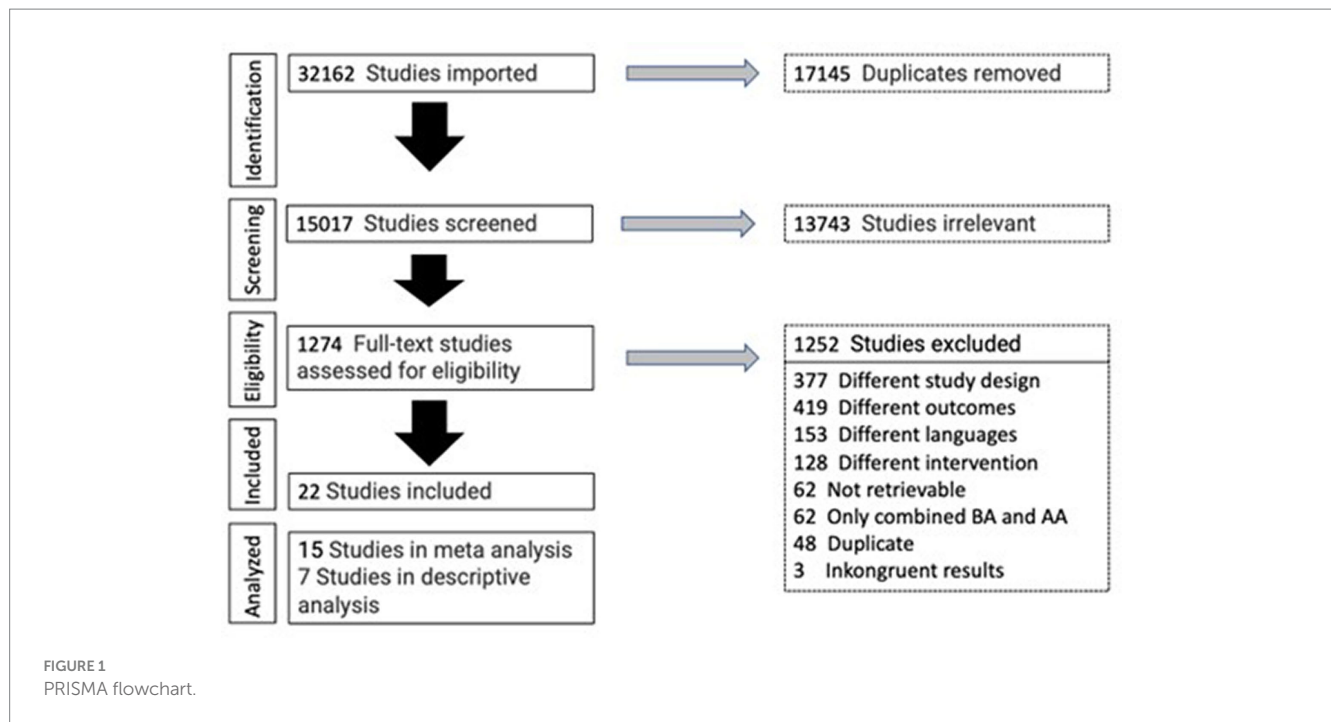 Identification
32162 Studies imported
17145 Duplicates removed
Screening
15017 Studies screened
13743 Studies irrelevant
Eligibility
1274 Full-text studies
assessed for eligibility
1252 Studies excluded
377 Different study design
419 Different outcomes
153 Different languages
128 Different intervention
62 Not retrievable
62 Only combined BA and AA
48 Duplicate
3 Inkongruent results
Included
22 Studies included
Analyzed
15 Studies in meta analysis
7 Studies in descriptive
analysis
FIGURE 1
PRISMA flowchart.